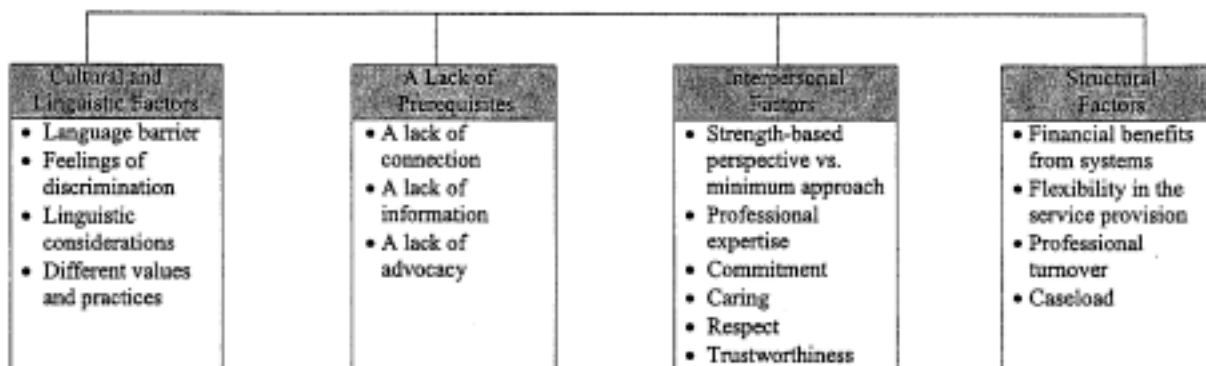 Cultural and
Linguistic Factors
• Language barrier
• Feelings of
discrimination
• Linguistic
considerations
• Different values
and practices
A Lack of
Prerequisites
• A lack of
connection
• A lack of
information
• A lack of
advocacy
Interpersonal
Factors
• Strength-based
perspective vs.
minimum approach
• Professional
expertise
• Commitment
• Caring
• Respect
• Trustworthiness
Structural
Factors
• Financial benefits
from systems
• Flexibility in the
service provision
• Professional
turnover
• Caseload